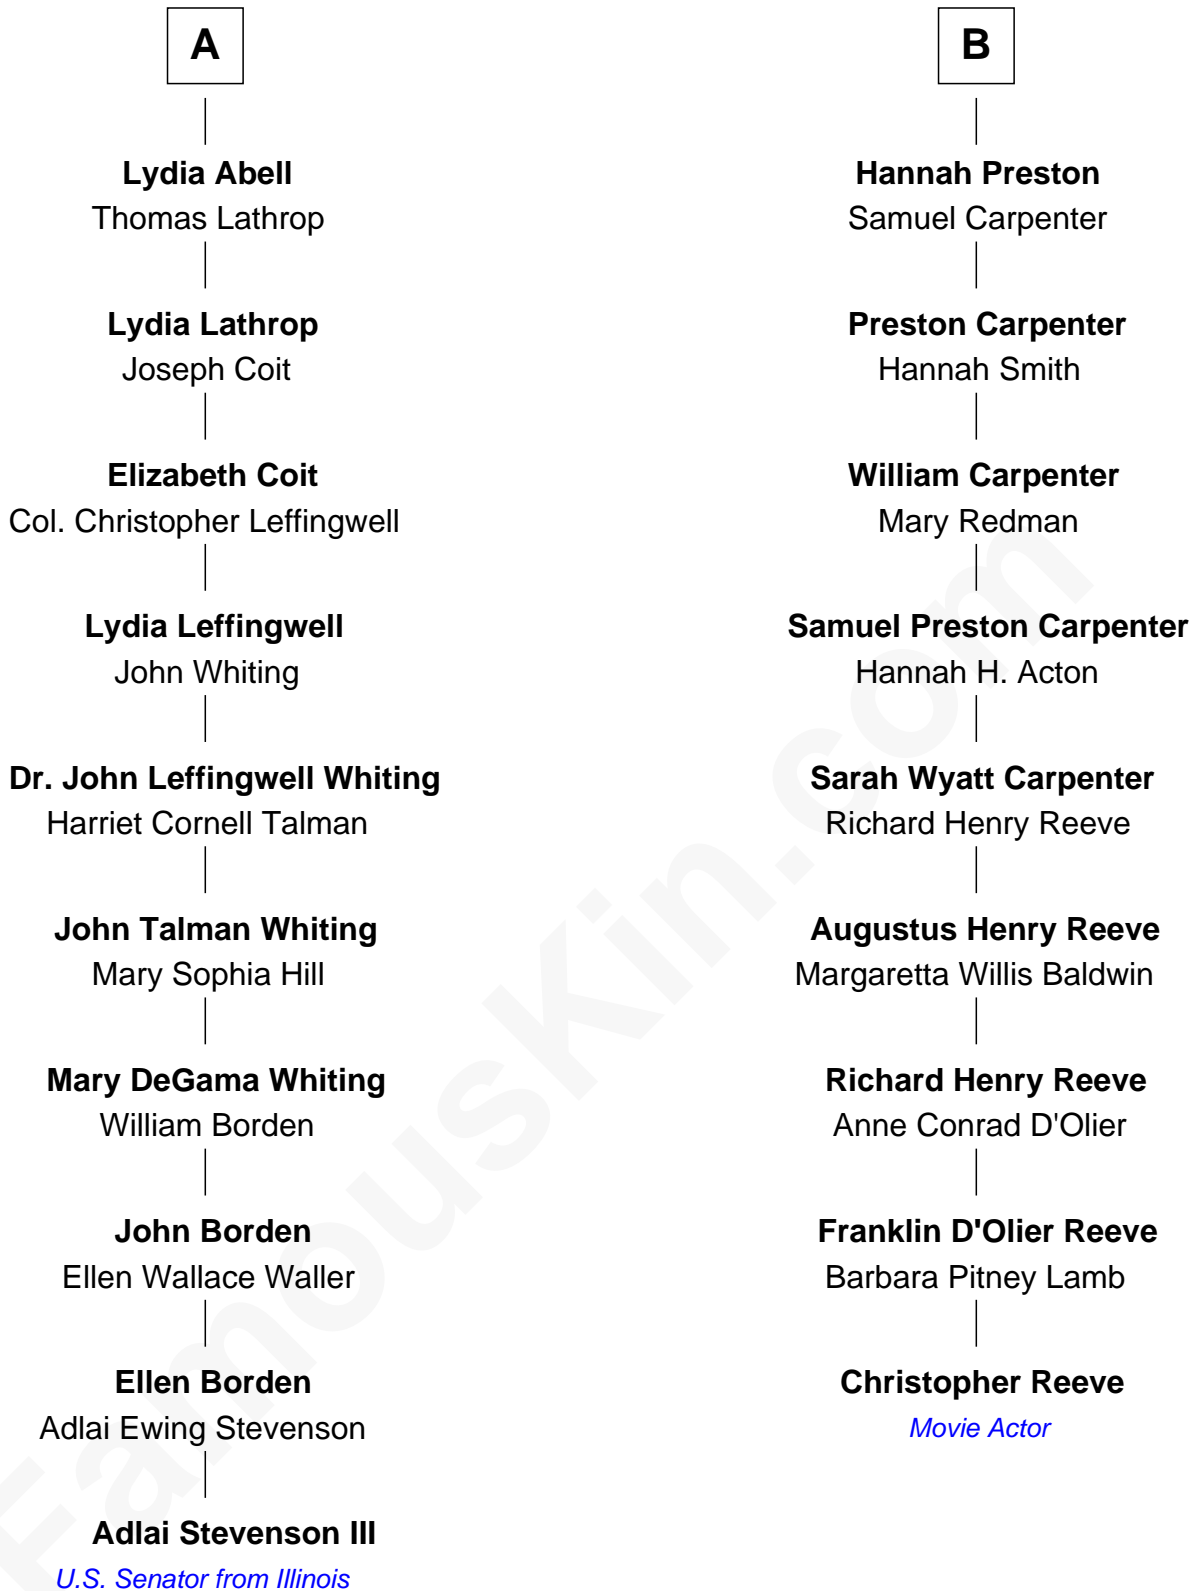 A
Lydia Abell
Thomas Lathrop
Lydia Lathrop
Joseph Coit
Elizabeth Coit
Col. Christopher Leffingwell
Lydia Leffingwell
John Whiting
Dr. John Leffingwell Whiting
Harriet Cornell Talman
John Talman Whiting
Mary Sophia Hill
Mary DeGama Whiting
William Borden
John Borden
Ellen Wallace Waller
Ellen Borden
Adlai Ewing Stevenson
Adlai Stevenson III
U.S. Senator from Illinois
B
Hannah Preston
Samuel Carpenter
Preston Carpenter
Hannah Smith
William Carpenter
Mary Redman
Samuel Preston Carpenter
Hannah H. Acton
Sarah Wyatt Carpenter
Richard Henry Reeve
Augustus Henry Reeve
Margaretta Willis Baldwin
Richard Henry Reeve
Anne Conrad D'Olier
Franklin D'Olier Reeve
Barbara Pitney Lamb
Christopher Reeve
Movie Actor
FamousKin.com